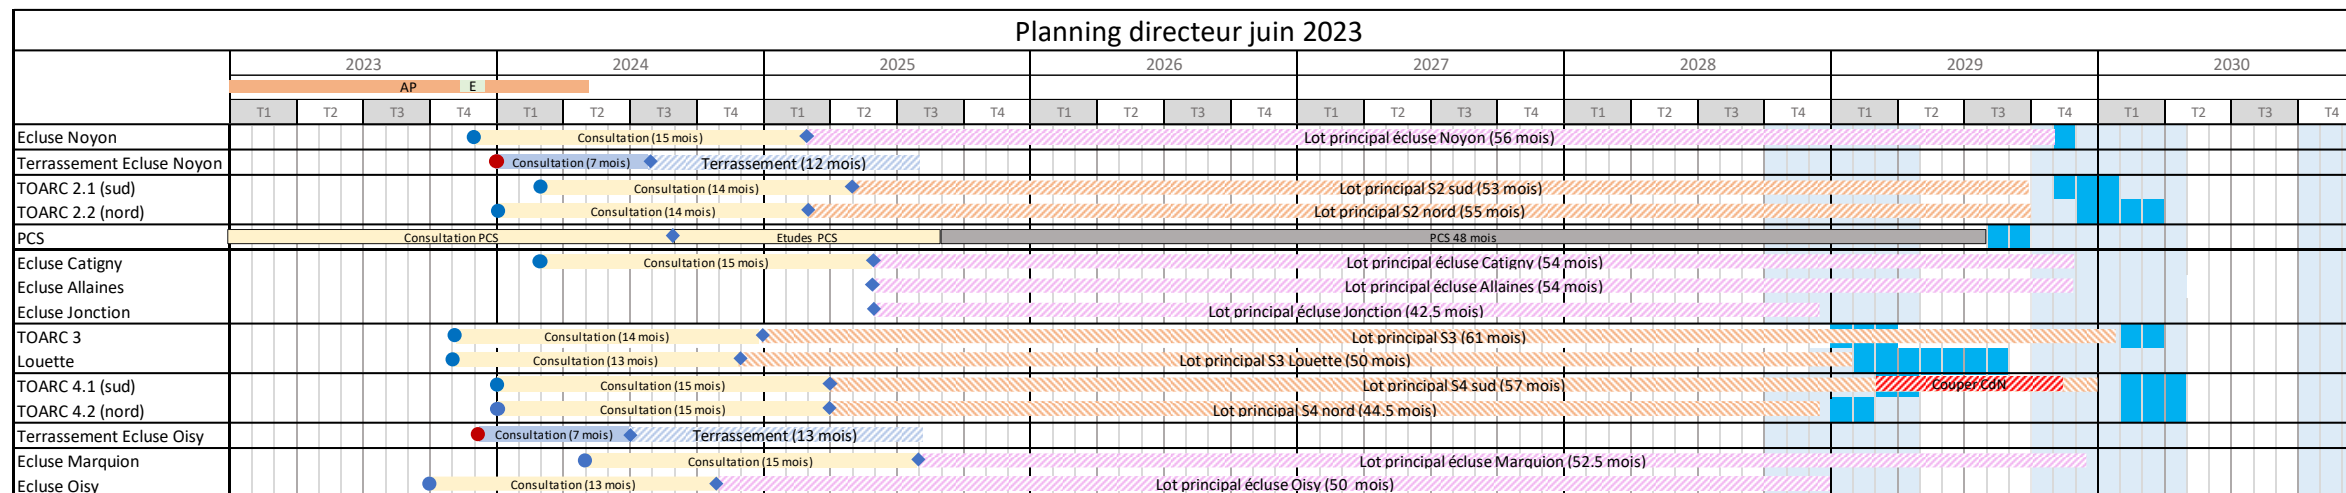 Planning directeur juin 2023
2023 2024 2025 2026 2027 2028 2029 2030
AP E
T1 T2 T3 T4 T1 T2 T3 T4 T1 T2 T3 T4 T1 T2 T3 T4 T1 T2 T3 T4 T1 T2 T3 T4 T1 T2 T3 T4 T1 T2 T3 T4
Ecluse Noyon Consultation (15 mois) Lot principal écluse Noyon (56 mois)
Terrassement Ecluse Noyon Consultation (7 mois) Terrassement (12 mois)
TOARC 2.1 (sud) Consultation (14 mois) Lot principal S2 sud (53 mois)
TOARC 2.2 (nord) Consultation (14 mois) Lot principal S2 nord (55 mois)
PCS Consultation PCS Etudes PCS PCS 48 mois
Ecluse Catigny Consultation (15 mois) Lot principal écluse Catigny (54 mois)
Ecluse Allaines Lot principal écluse Allaines (54 mois)
Ecluse Jonction Lot principal écluse Jonction (42.5 mois)
TOARC 3 Consultation (14 mois) Lot principal S3 (61 mois)
Louette Consultation (13 mois) Lot principal S3 Louette (50 mois)
TOARC 4.1 (sud) Consultation (15 mois) Lot principal S4 sud (57 mois) Couper CdN
TOARC 4.2 (nord) Consultation (15 mois) Lot principal S4 nord (44.5 mois)
Terrassement Ecluse Oisy Consultation (7 mois) Terrassement (13 mois)
Ecluse Marquion Consultation (15 mois) Lot principal écluse Marquion (52.5 mois)
Ecluse Oisy Consultation (13 mois) Lot principal écluse Oisy (50 mois)